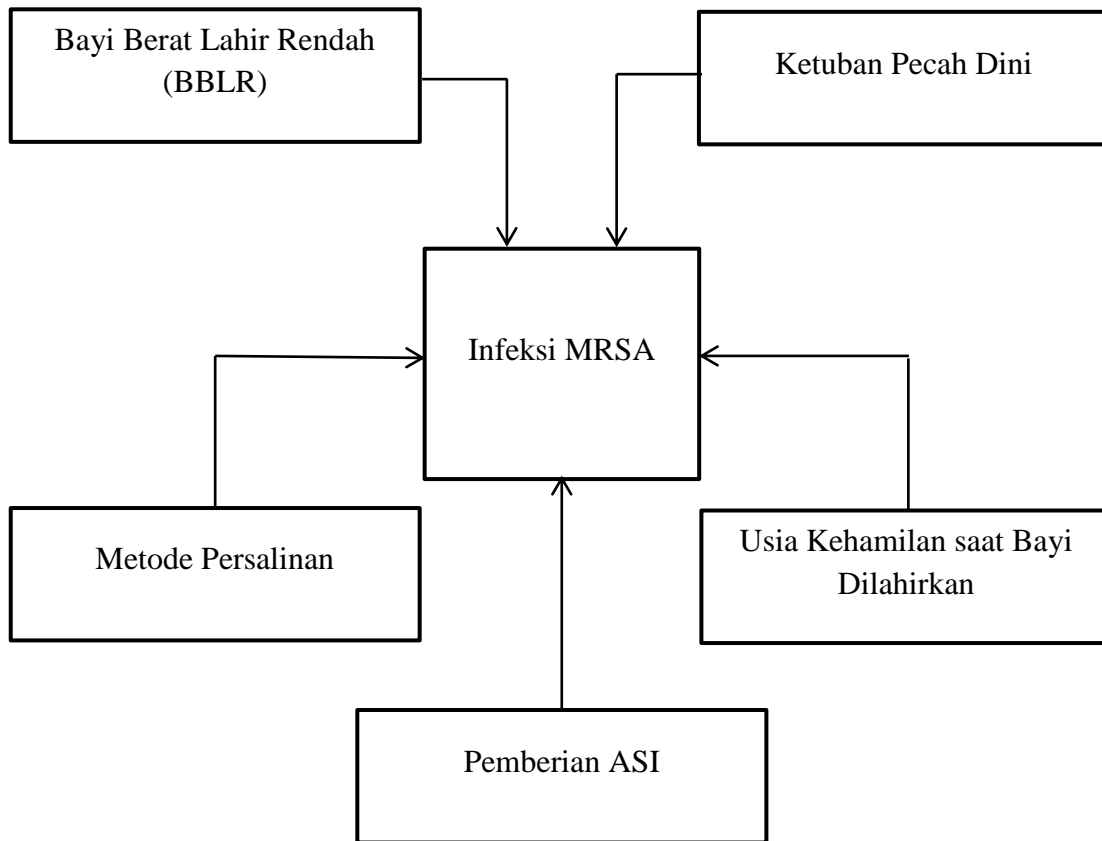 Bayi Berat Lahir Rendah
(BBLR)
Ketuban Pecah Dini
Infeksi MRSA
Metode Persalinan
Usia Kehamilan saat Bayi
Dilahirkan
Pemberian ASI